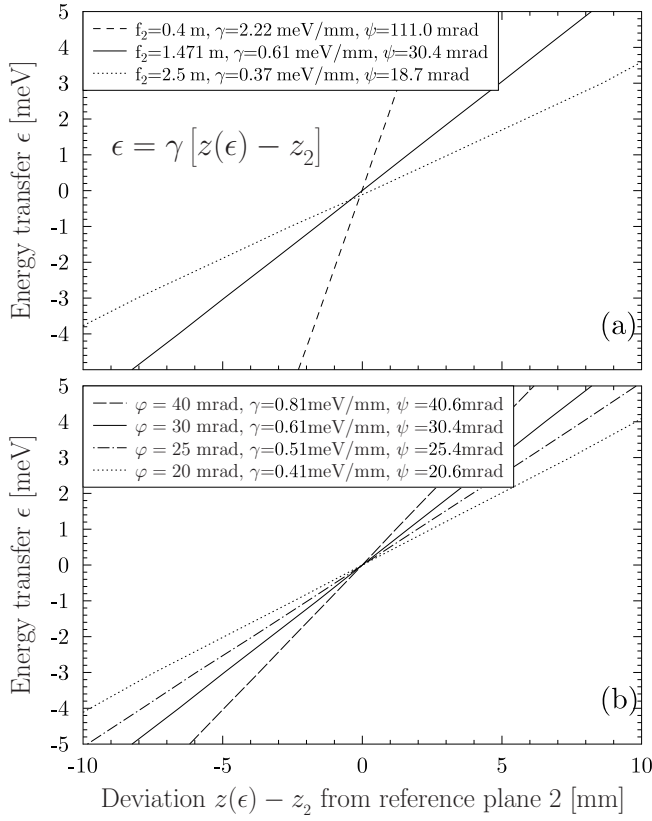 5
4
3
2
1
0
-1
-2
-3
-4
Energy transfer ϵ [meV]
f₂=0.4 m, γ=2.22 meV/mm, ψ=111.0 mrad
f₂=1.471 m, γ=0.61 meV/mm, ψ=30.4 mrad
f₂=2.5 m, γ=0.37 meV/mm, ψ=18.7 mrad
ϵ = γ [z(ϵ) − z₂]
(a)
5
4
3
2
1
0
-1
-2
-3
-4
-5
Energy transfer ϵ [meV]
φ = 40 mrad, γ=0.81meV/mm, ψ =40.6mrad
φ = 30 mrad, γ=0.61meV/mm, ψ =30.4mrad
φ = 25 mrad, γ=0.51meV/mm, ψ =25.4mrad
φ = 20 mrad, γ=0.41meV/mm, ψ =20.6mrad
(b)
-10 -5 0 5 10
Deviation z(ϵ) − z₂ from reference plane 2 [mm]